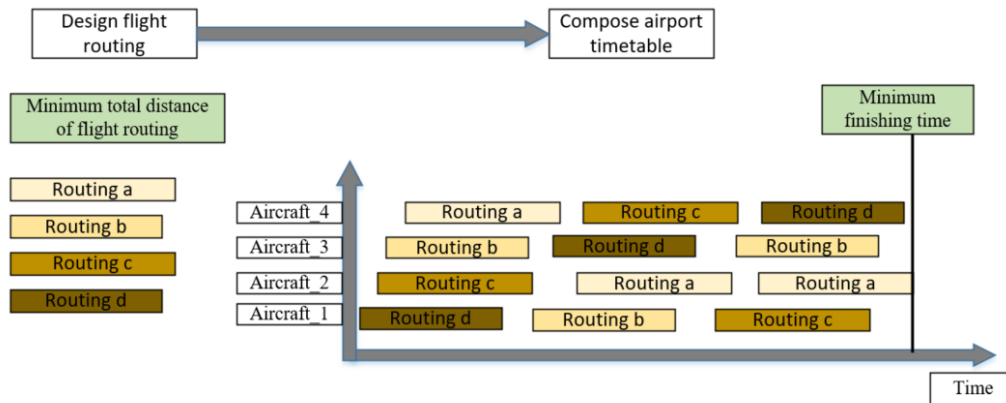 Design flight
routing
Compose airport
timetable
Minimum total distance
of flight routing
Minimum
finishing time
Routing a
Routing b
Routing c
Routing d
Aircraft_4
Routing a
Routing c
Routing d
Aircraft_3
Routing b
Routing d
Routing b
Aircraft_2
Routing c
Routing a
Routing a
Aircraft_1
Routing d
Routing b
Routing c
Time